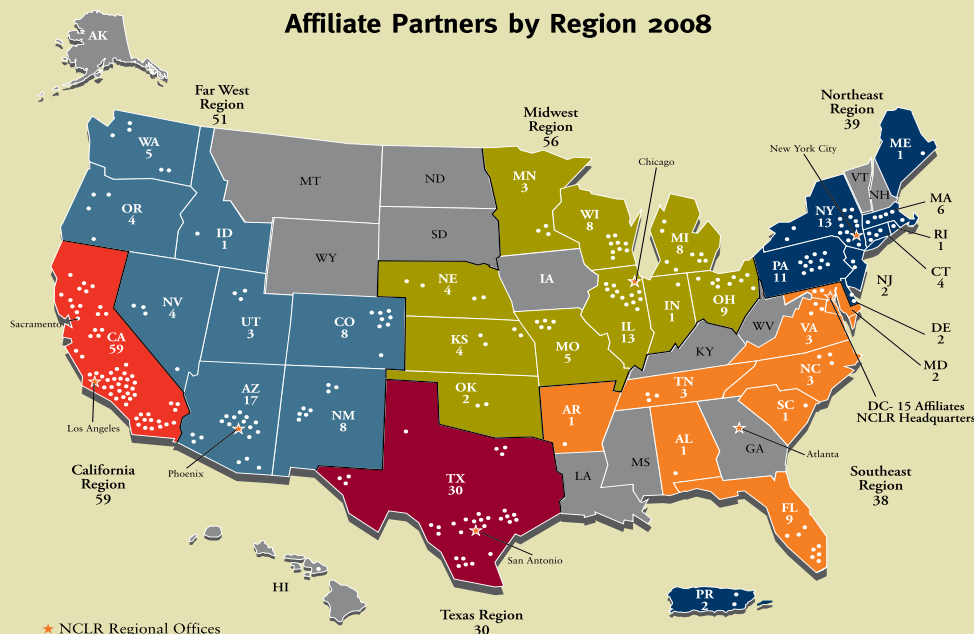 Affiliate Partners by Region 2008
AK
Far West
Region
51
Midwest
Region
56
Northeast
Region
39
New York City
Chicago
WA
5
OR
4
ID
1
MT
ND
SD
WY
MN
3
WI
8
MI
8
IA
NE
4
IL
13
IN
1
OH
9
PA
11
NY
13
VT
NH
ME
1
MA
6
RI
1
CT
4
NJ
2
DE
2
MD
2
DC- 15 Affiliates
NCLR Headquarters
Sacramento
CA
59
NV
4
UT
3
CO
8
KS
4
MO
5
KY
WV
VA
3
NC
3
TN
3
SC
1
AZ
17
NM
8
OK
2
AR
1
MS
AL
1
GA
Atlanta
LA
TX
30
FL
9
Los Angeles
Phoenix
San Antonio
California
Region
59
Southeast
Region
38
HI
PR
2
Texas Region
30
NCLR Regional Offices